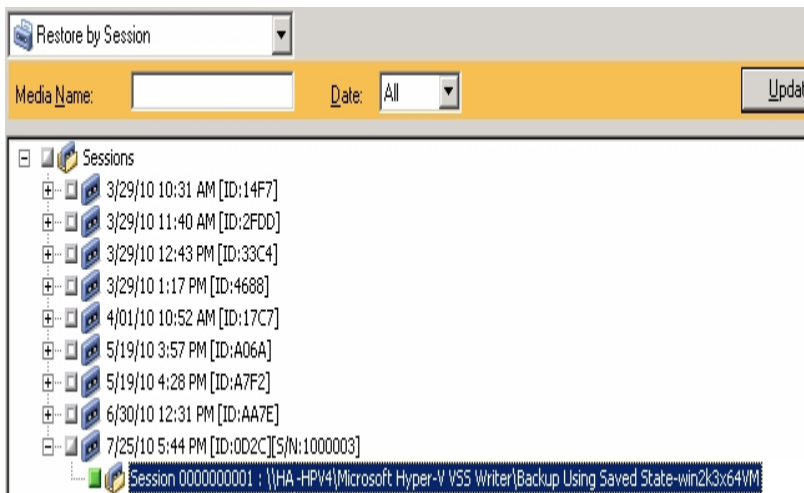 Restore by Session
Media Name: Date: All Updat
Sessions
3/29/10 10:31 AM [ID:14F7]
3/29/10 11:40 AM [ID:2FDD]
3/29/10 12:43 PM [ID:33C4]
3/29/10 1:17 PM [ID:4688]
4/01/10 10:52 AM [ID:17C7]
5/19/10 3:57 PM [ID:A06A]
5/19/10 4:28 PM [ID:A7F2]
6/30/10 12:31 PM [ID:AA7E]
7/25/10 5:44 PM [ID:0D2C][S/N:1000003]
Session 0000000001 : \\HA-HPV4\Microsoft Hyper-V VSS Writer\Backup Using Saved State-win2k3x64VM